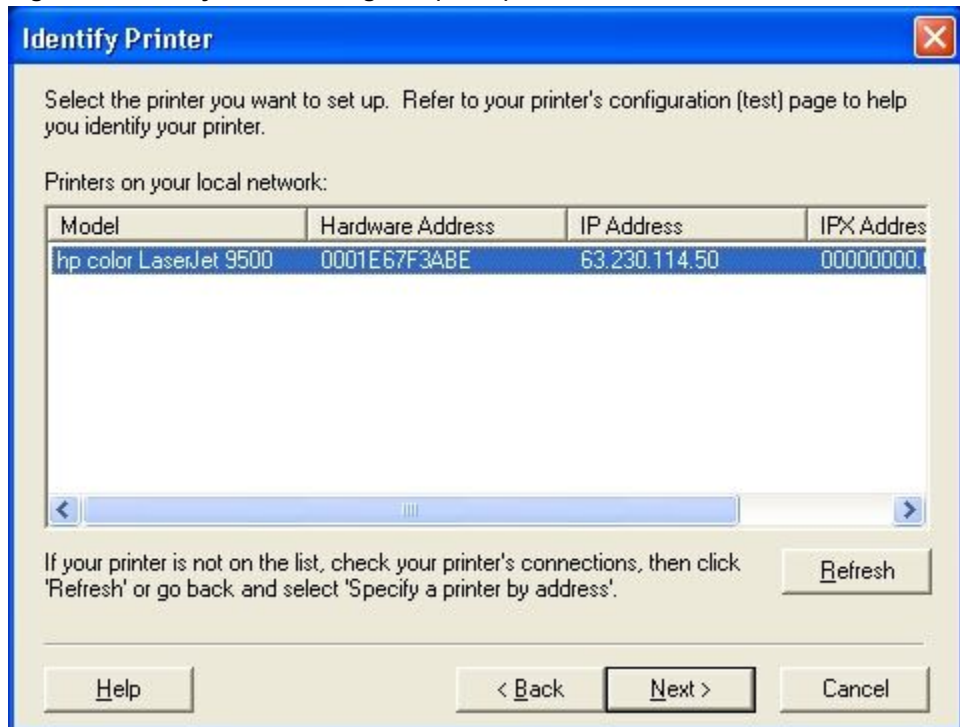 Identify Printer
Select the printer you want to set up. Refer to your printer's configuration (test) page to help
you identify your printer.
Printers on your local network:
Model Hardware Address IP Address IPX Addres
hp color LaserJet 9500 0001E67F3ABE 63.230.114.50 00000000.
If your printer is not on the list, check your printer's connections, then click
'Refresh' or go back and select 'Specify a printer by address'.
Refresh
Help < Back Next > Cancel